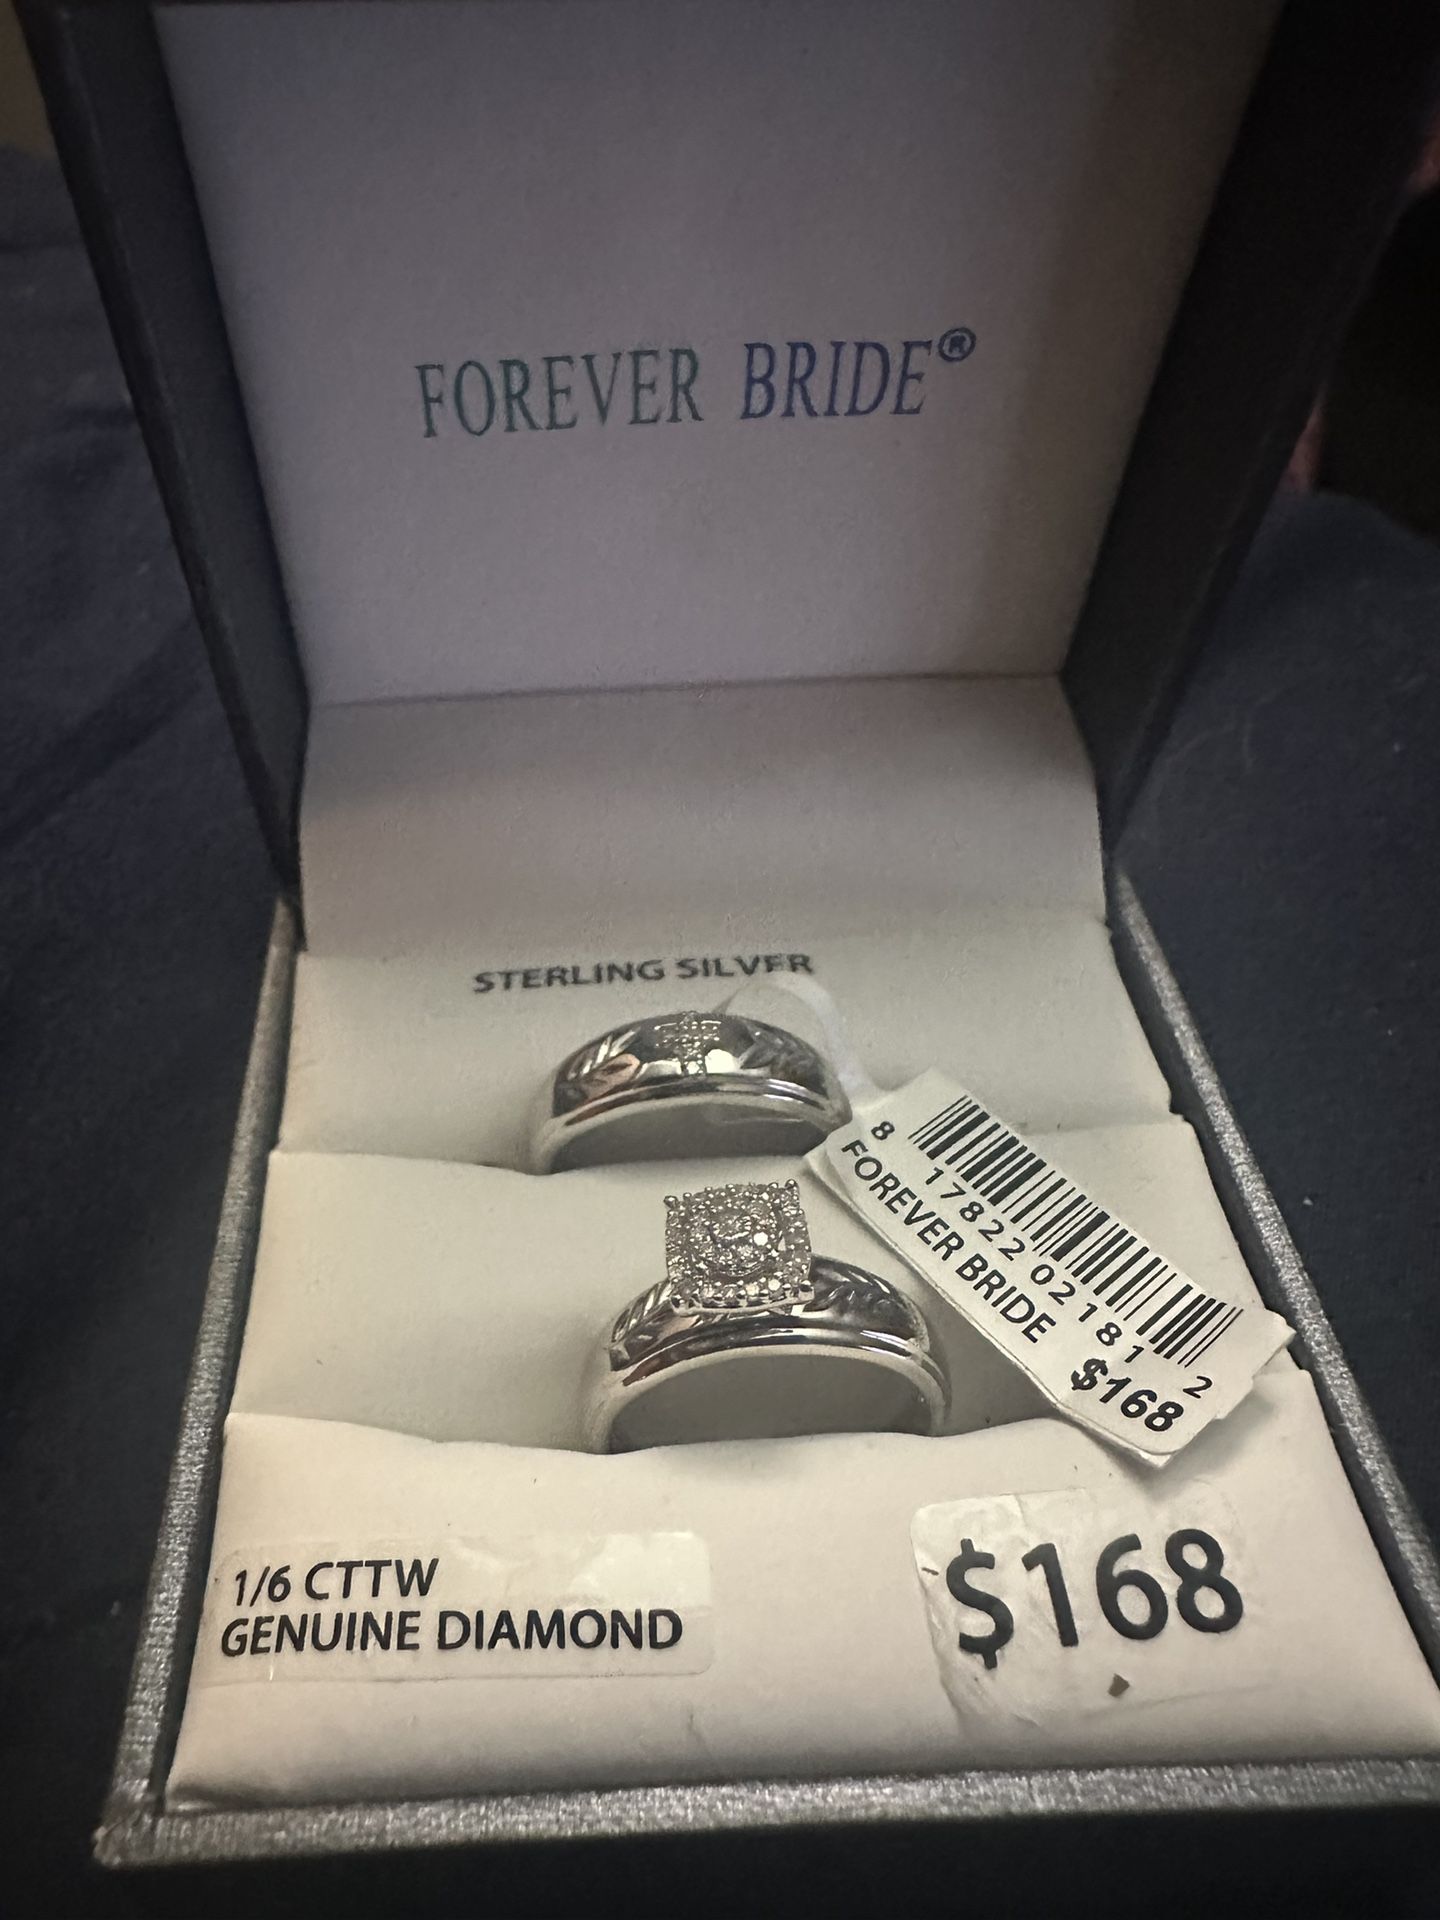 FOREVER BRIDE®
STERLING SILVER
8 17822 02181 2
FOREVER BRIDE
$168
1/6 CTTW
GENUINE DIAMOND
$168